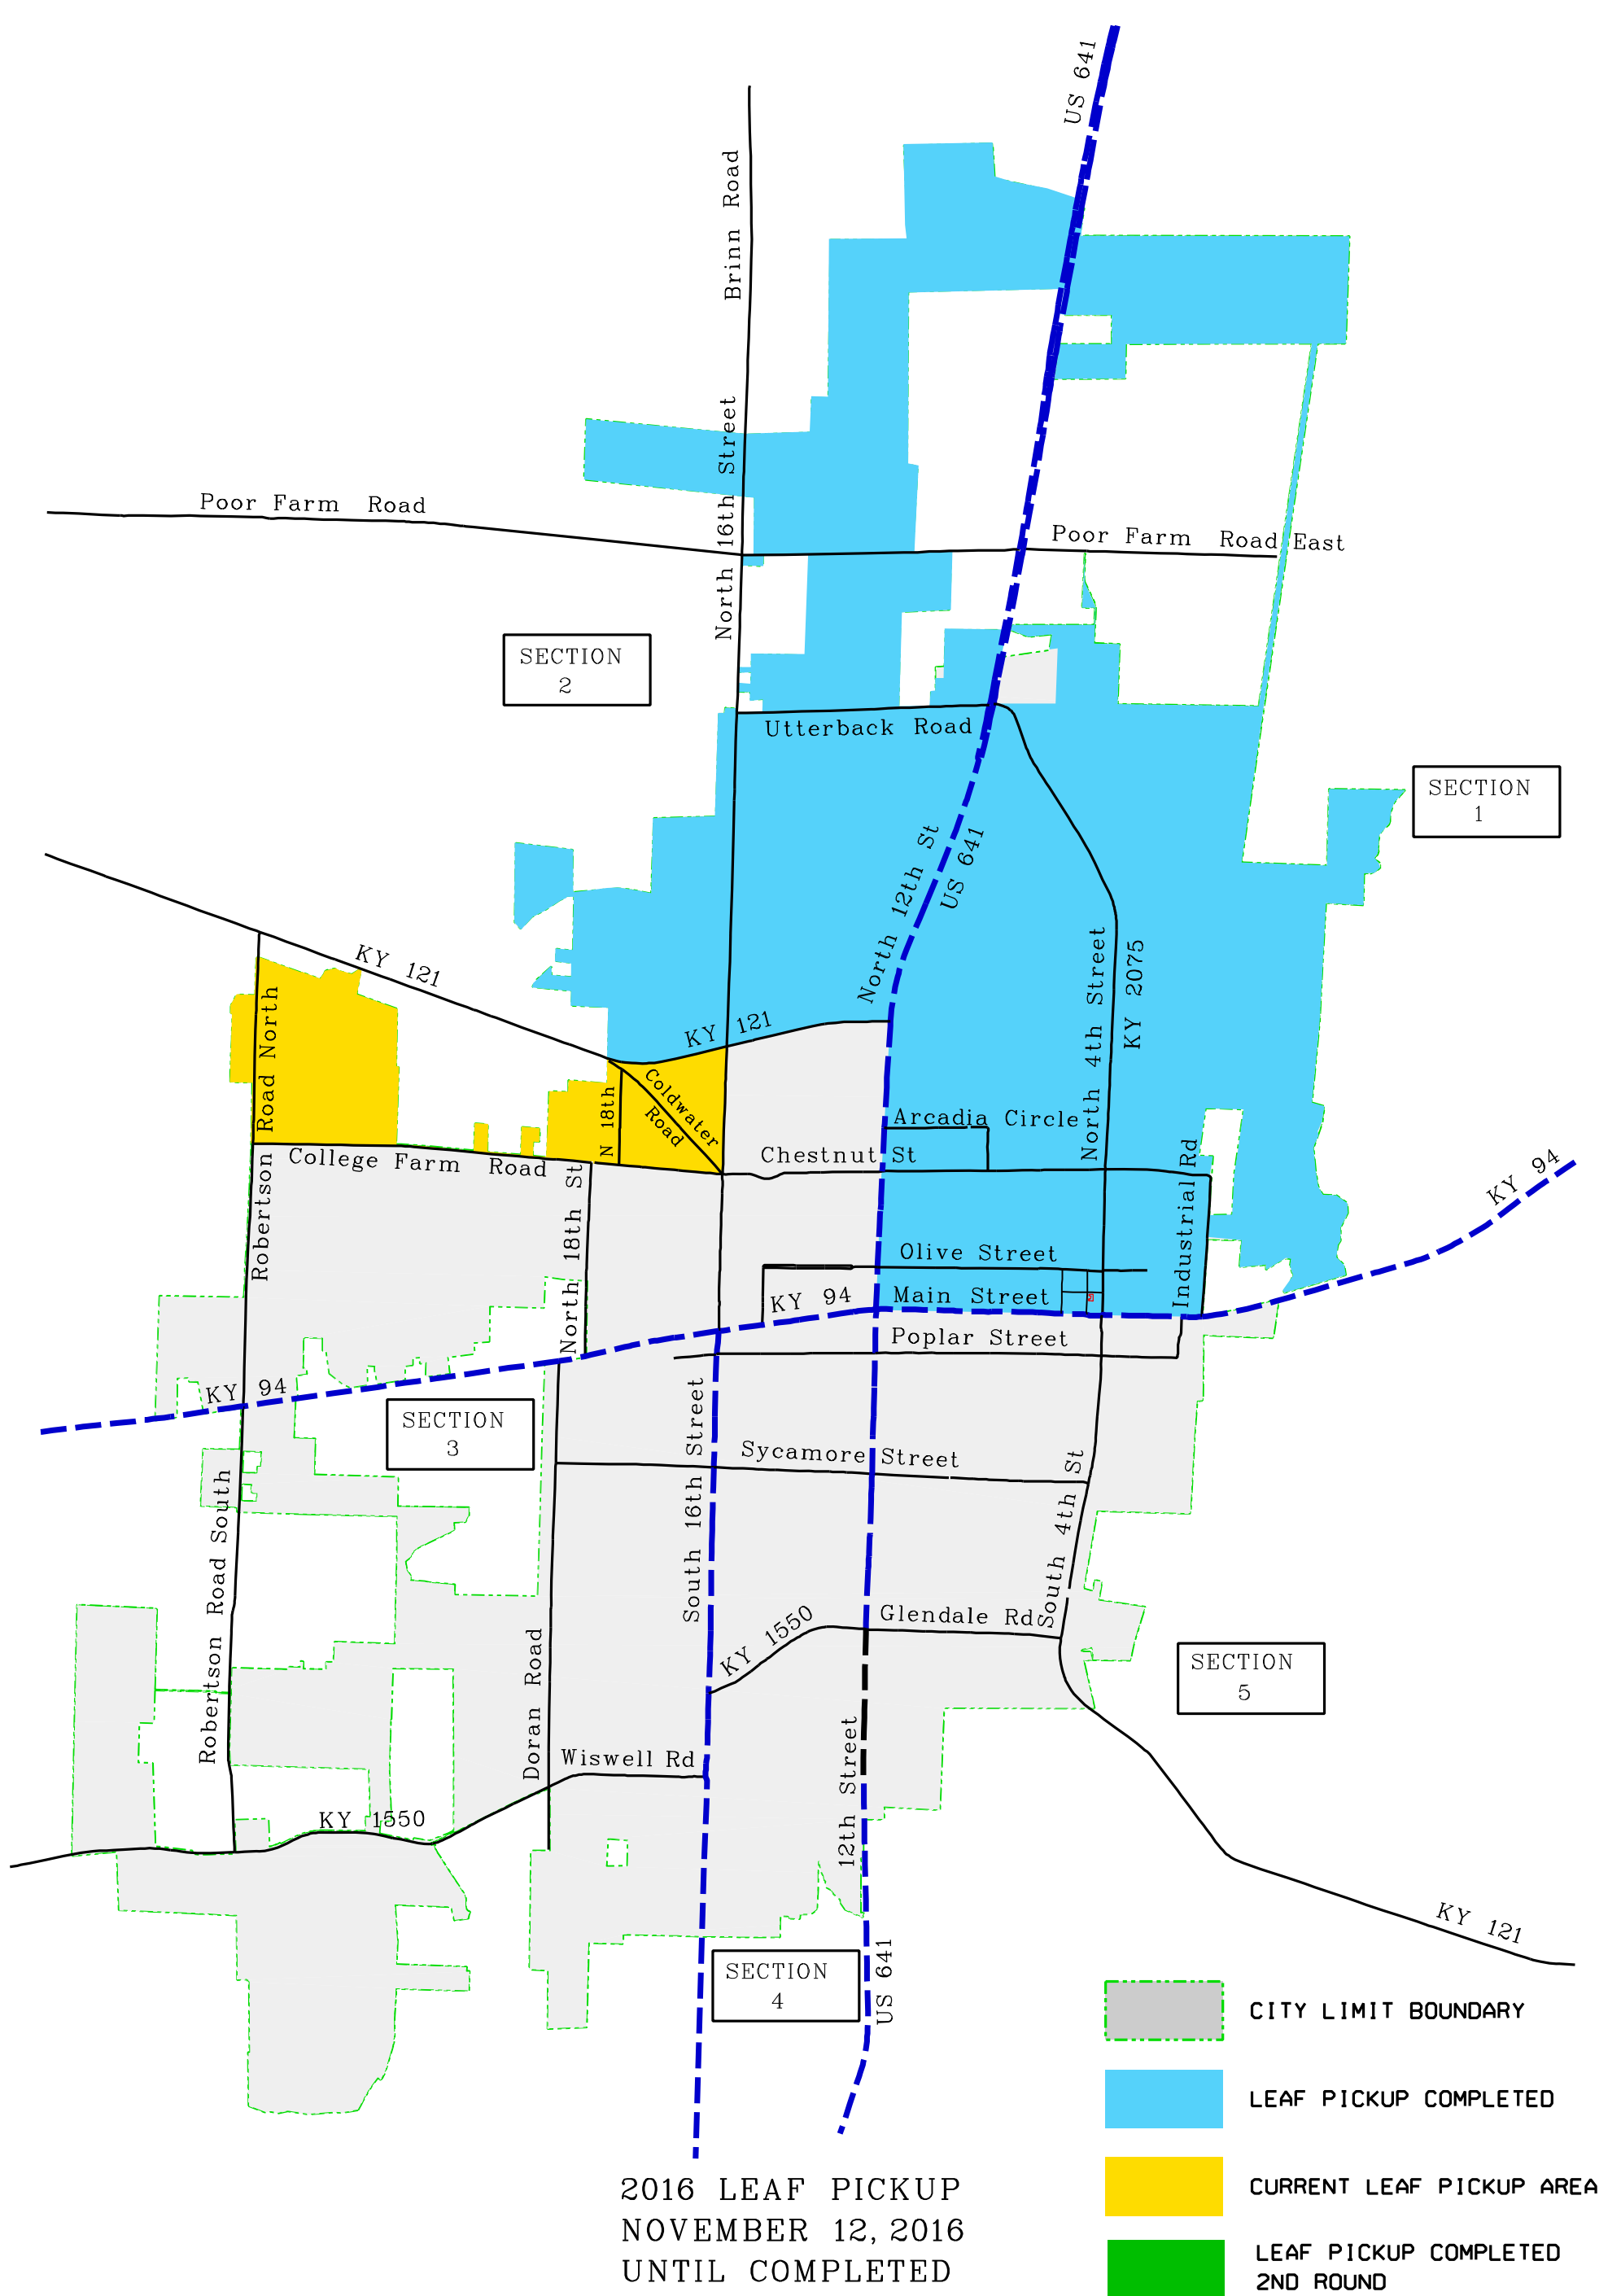 US 641
Brinn Road
North 16th Street
Poor Farm Road
Poor Farm Road East
North 16th Street
SECTION
2
Utterback Road
SECTION
1
North 12th St
US 641
KY 121
KY 121
North 4th Street
KY 2075
Robertson Road North
N 18th
Coldwater
Road
Arcadia Circle
Chestnut St
College Farm Road
North 18th St
Industrial Rd
KY 94
Olive Street
Main Street
KY 94
Poplar Street
KY 94
SECTION
3
South 16th Street
Sycamore Street
South 4th St
Robertson Road South
Glendale Rd
KY 1550
Doran Road
Wiswell Rd
12th Street
SECTION
5
KY 1550
KY 121
SECTION
4
US 641
CITY LIMIT BOUNDARY
LEAF PICKUP COMPLETED
CURRENT LEAF PICKUP AREA
LEAF PICKUP COMPLETED
2ND ROUND
2016 LEAF PICKUP
NOVEMBER 12, 2016
UNTIL COMPLETED